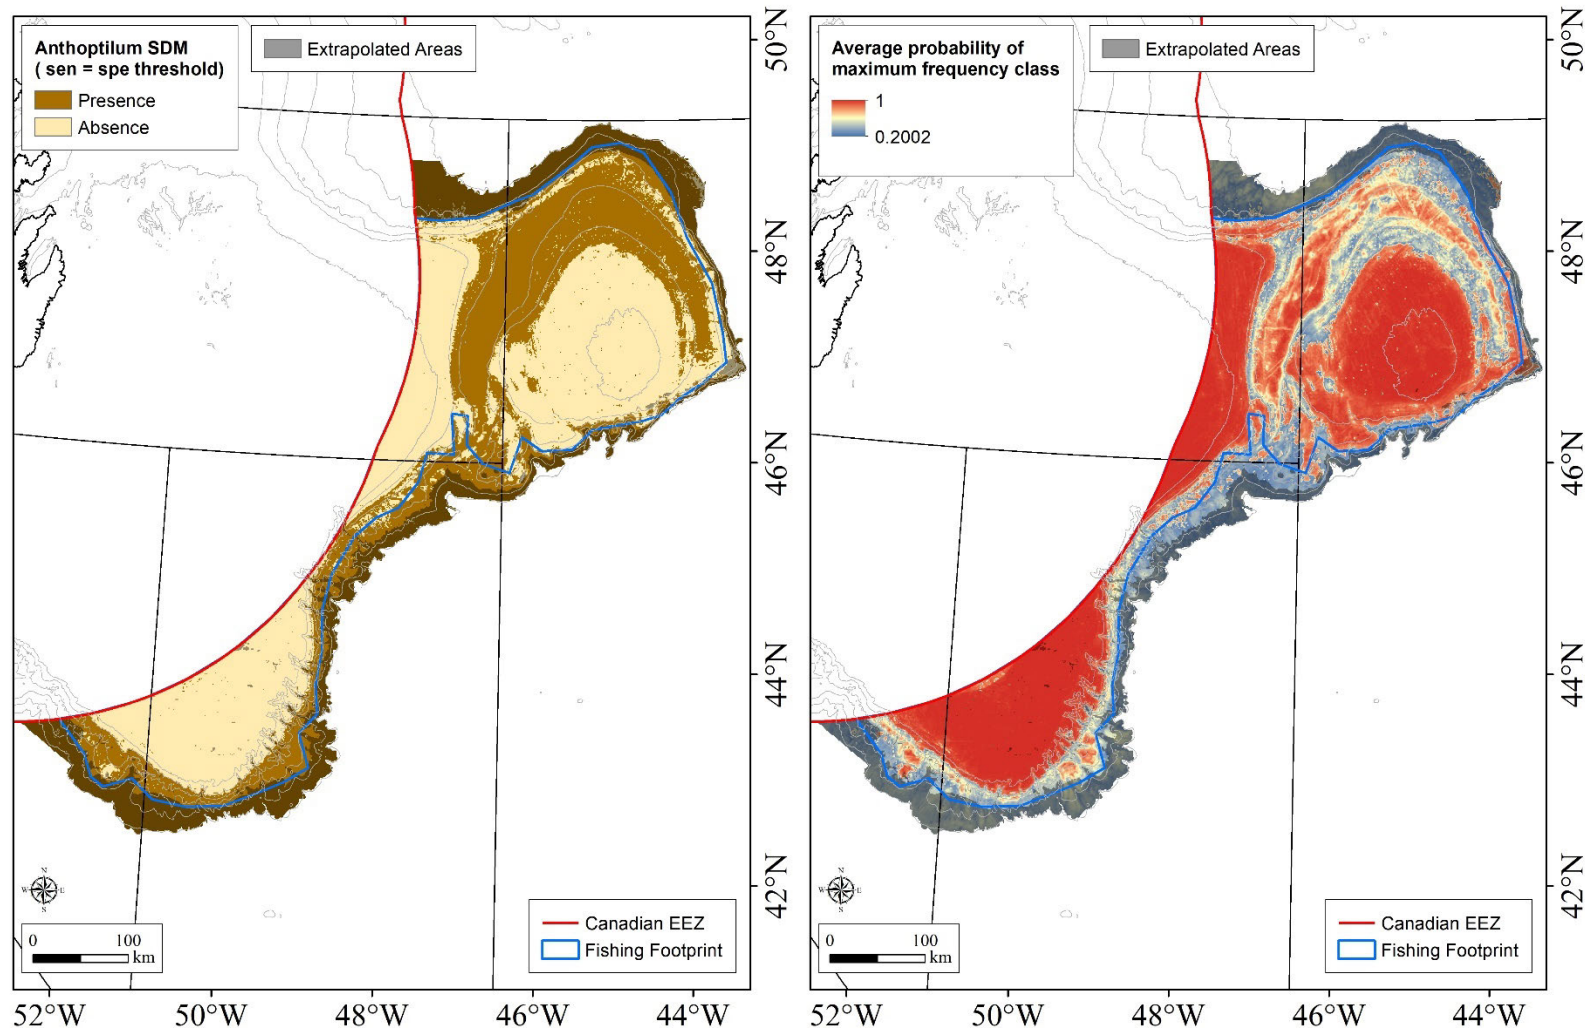 Anthoptilum SDM
( sen = spe threshold)
Presence
Absence
Extrapolated Areas
N
W E
S
0 100
km
Canadian EEZ
Fishing Footprint
52°W 50°W 48°W 46°W 44°W
50°N
48°N
46°N
44°N
42°N
Average probability of
maximum frequency class
1
0.2002
Extrapolated Areas
N
W E
S
0 100
km
Canadian EEZ
Fishing Footprint
52°W 50°W 48°W 46°W 44°W
50°N
48°N
46°N
44°N
42°N